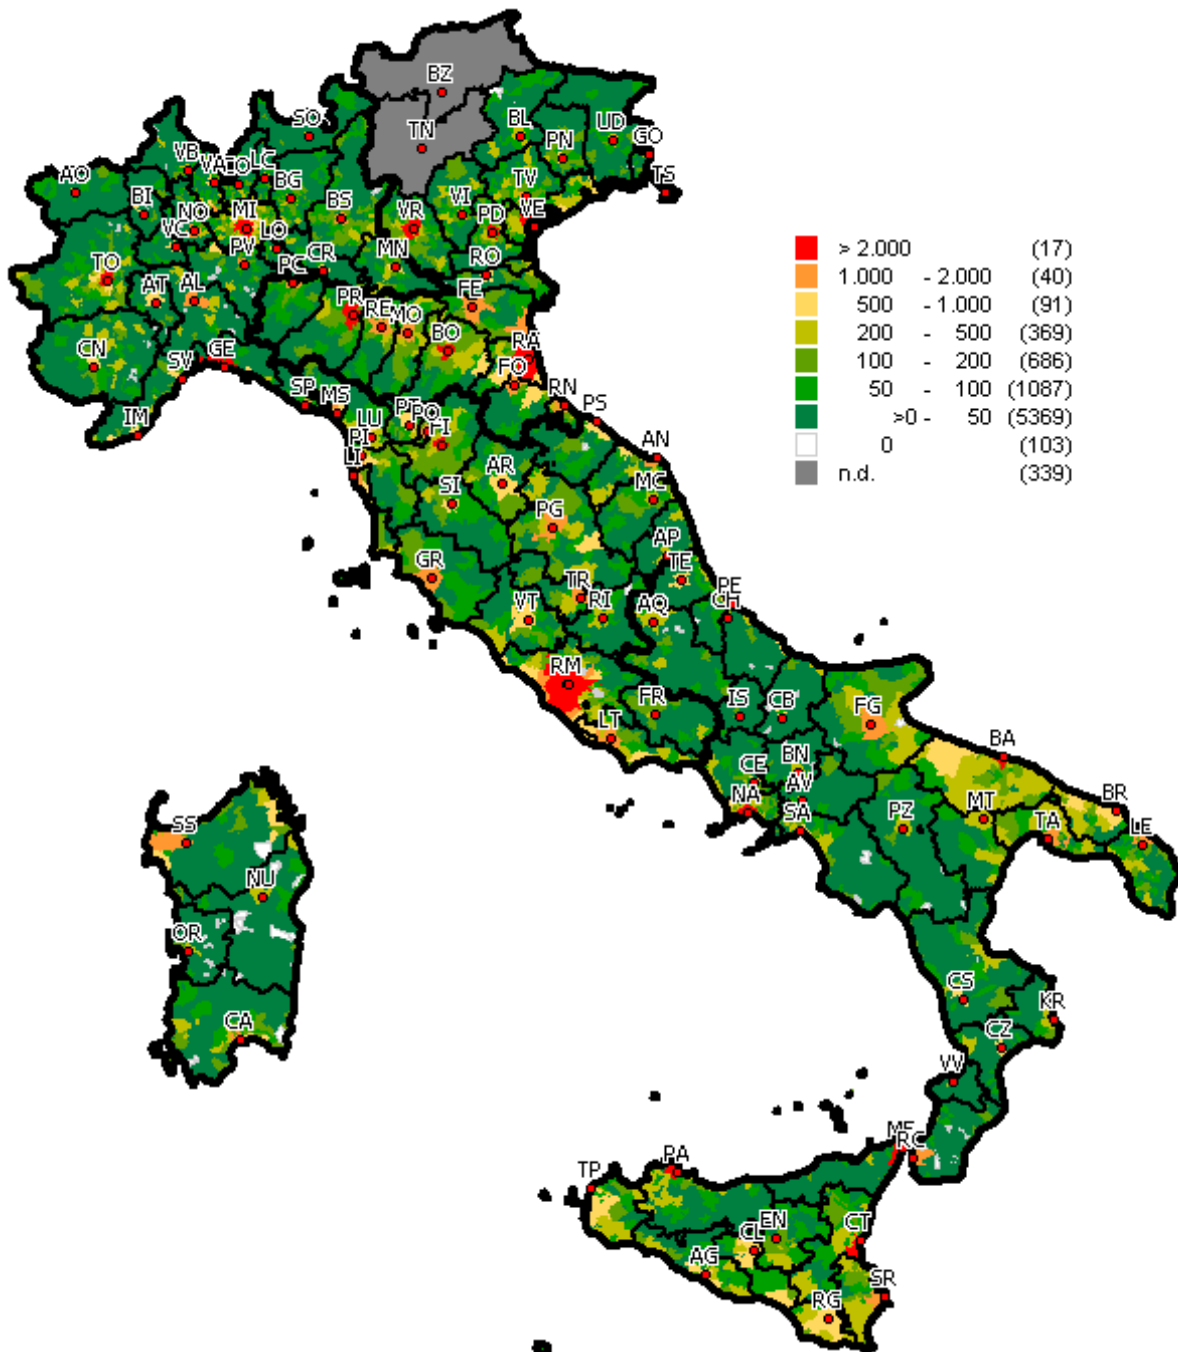 BZ
SO
TN
BL
UD
PN
GO
VB
VA
CO
LC
AO
BG
TS
BI
BS
TV
NO
MI
VR
VI
PD
VE
VC
LO
PV
CR
MN
RO
TO
PC
AT
AL
PR
RE
MO
FE
BO
RA
CN
SV
GE
FO
SP
MS
RN
PS
IM
LU
PT
PO
FI
PI
LI
AN
AR
SI
MC
PG
AP
GR
TE
TR
RI
PE
VT
AQ
CH
RM
FR
IS
CB
FG
LT
BA
CE
BN
NA
AV
SA
PZ
MT
BR
TA
LE
SS
NU
OR
CA
CS
KR
CZ
VV
ME
RC
TP
PA
EN
CL
CT
AG
SR
RG
> 2.000 (17)
1.000 - 2.000 (40)
500 - 1.000 (91)
200 - 500 (369)
100 - 200 (686)
50 - 100 (1087)
>0 - 50 (5369)
0 (103)
n.d. (339)